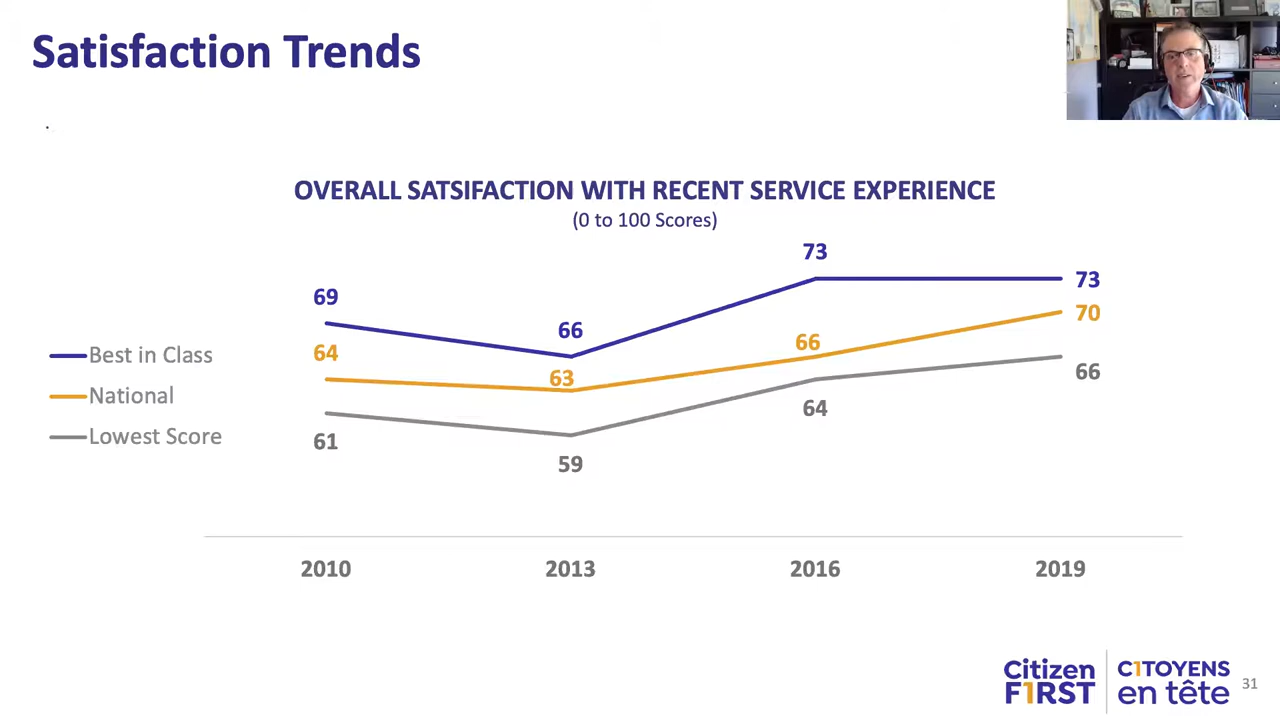 Satisfaction Trends
.
OVERALL SATSIFACTION WITH RECENT SERVICE EXPERIENCE
(0 to 100 Scores)
73
69
73
66
70
Best in Class
64
66
National
63
66
Lowest Score
61
64
59
2010 2013 2016 2019
Citizen
F1RST
C1TOYENS
en tête
31